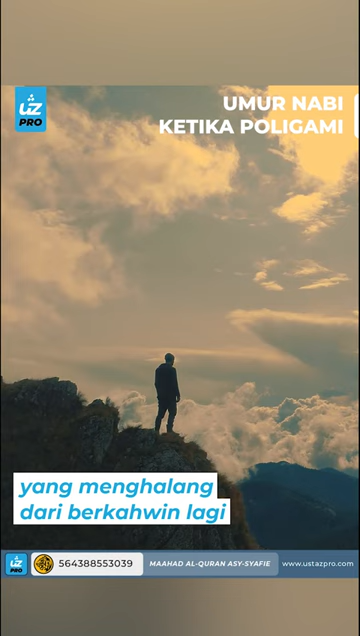 UZ
PRO
UMUR NABI
KETIKA POLIGAMI
yang menghalang
dari berkahwin lagi
UZ
PRO
564388553039
MAAHAD AL-QURAN ASY-SYAFIE
www.ustazpro.com